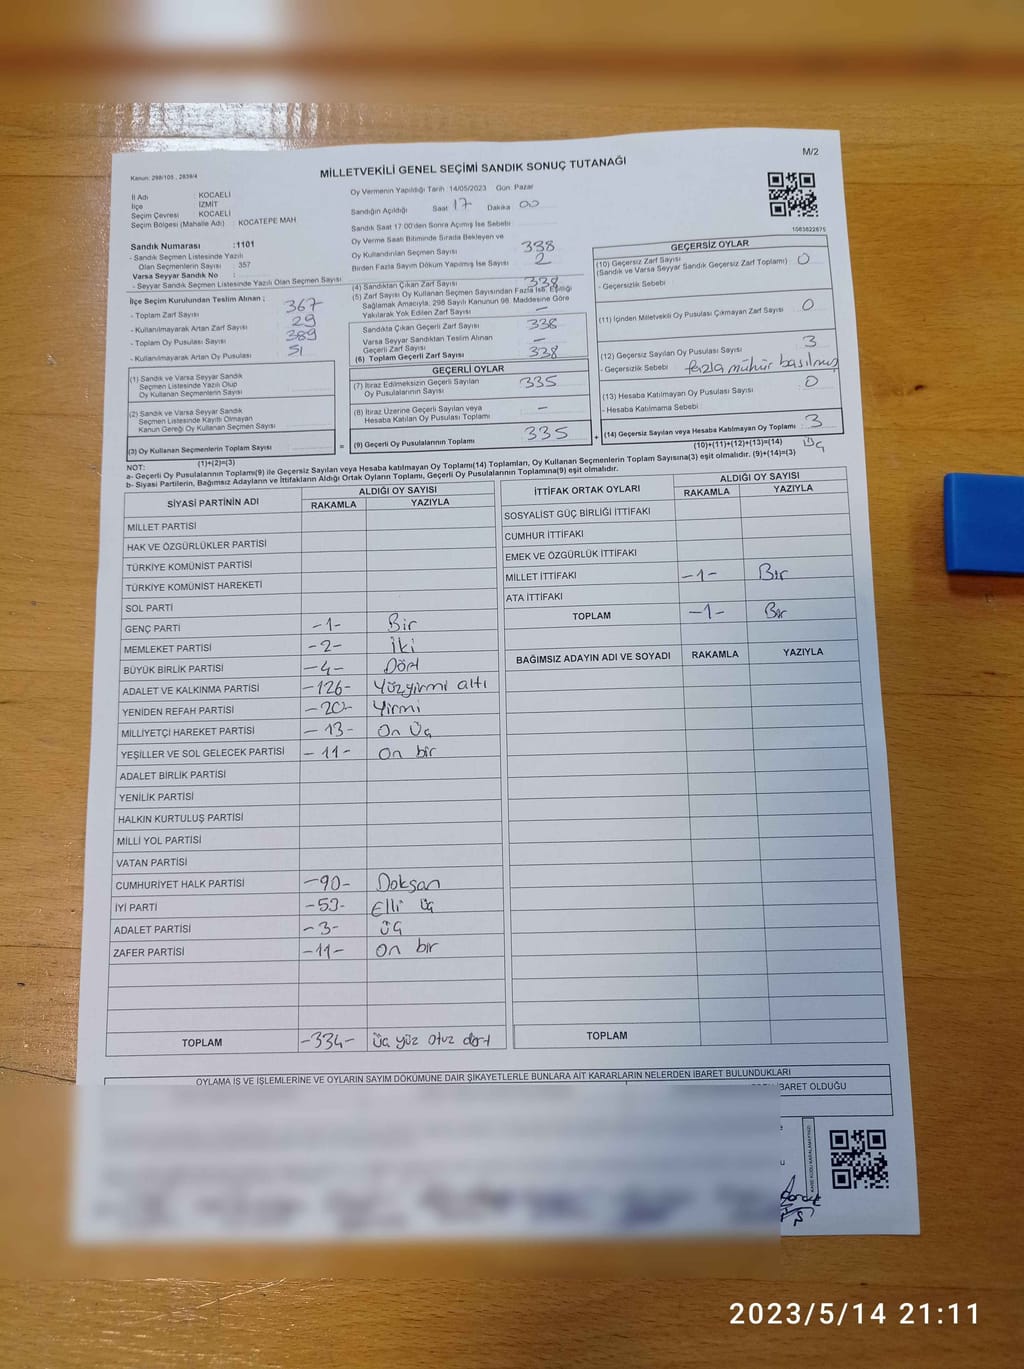 M/2
Kanun: 298/105 , 2839/4
MİLLETVEKİLİ GENEL SEÇİMİ SANDIK SONUÇ TUTANAĞI
İl Adı : KOCAELİ
İlçe : İZMİT
Seçim Çevresi : KOCAELİ
Seçim Bölgesi (Mahalle Adı) : KOCATEPE MAH
Sandık Numarası :1101
- Sandık Seçmen Listesinde Yazılı
Olan Seçmenlerin Sayısı : 357
Varsa Seyyar Sandık No :
- Seyyar Sandık Seçmen Listesinde Yazılı Olan Seçmen Sayısı
İlçe Seçim Kurulundan Teslim Alınan ;
- Toplam Zarf Sayısı 367
- Kullanılmayarak Artan Zarf Sayısı 29
- Toplam Oy Pusulası Sayısı 389
- Kullanılmayarak Artan Oy Pusulası 51
(1) Sandık ve Varsa Seyyar Sandık
Seçmen Listesinde Yazılı Olup
Oy Kullanan Seçmenlerin Sayısı
(2) Sandık ve Varsa Seyyar Sandık
Seçmen Listesinde Kayıtlı Olmayan
Kanun Gereği Oy Kullanan Seçmen Sayısı
(3) Oy Kullanan Seçmenlerin Toplam Sayısı
(1)+(2)=(3)
Oy Vermenin Yapıldığı Tarih :14/05/2023 Gün: Pazar
Sandığın Açıldığı Saat 17 Dakika 00
Sandık Saat 17:00'den Sonra Açımış İse Sebebi
Oy Verme Saati Bitiminde Sırada Bekleyen ve
Oy Kullandırılan Seçmen Sayısı 338
Birden Fazla Sayım Döküm Yapılmış İse Sayısı 2
(4) Sandıktan Çıkan Zarf Sayısı 338
(5) Zarf Sayısı Oy Kullanan Seçmen Sayısından Fazla ise, Eşitliği
Sağlamak Amacıyla, 298 Sayılı Kanunun 98. Maddesine Göre
Yakılarak Yok Edilen Zarf Sayısı —
Sandıkta Çıkan Geçerli Zarf Sayısı 338
Varsa Seyyar Sandıktan Teslim Alınan
Geçerli Zarf Sayısı —
(6) Toplam Geçerli Zarf Sayısı 338
GEÇERLİ OYLAR
(7) İtiraz Edilmeksizin Geçerli Sayılan
Oy Pusulalarının Sayısı 335
(8) İtiraz Üzerine Geçerli Sayılan veya
Hesaba Katılan Oy Pusulası Toplamı —
= (9) Geçerli Oy Pusulalarının Toplamı 335 +
1083822875
GEÇERSİZ OYLAR
(10) Geçersiz Zarf Sayısı 0
(Sandık ve Varsa Seyyar Sandık Geçersiz Zarf Toplamı)
- Geçersizlik Sebebi
(11) İçinden Milletvekili Oy Pusulası Çıkmayan Zarf Sayısı 0
(12) Geçersiz Sayılan Oy Pusulası Sayısı 3
- Geçersizlik Sebebi fazla mühür basılmış
(13) Hesaba Katılmayan Oy Pusulası Sayısı 0
- Hesaba Katılmama Sebebi
(14) Geçersiz Sayılan veya Hesaba Katılmayan Oy Toplamı 3
(10)+(11)+(12)+(13)=(14) üç
NOT:
a- Geçerli Oy Pusulalarının Toplamı(9) ile Geçersiz Sayılan veya Hesaba katılmayan Oy Toplamı(14) Toplamları, Oy Kullanan Seçmenlerin Toplam Sayısına(3) eşit olmalıdır. (9)+(14)=(3)
b- Siyasi Partilerin, Bağımsız Adayların ve İttifakların Aldığı Ortak Oyların Toplamı, Geçerli Oy Pusulalarının Toplamına(9) eşit olmalıdır.
SİYASİ PARTİNİN ADI ALDIĞI OY SAYISI
RAKAMLA YAZIYLA
MİLLET PARTİSİ
HAK VE ÖZGÜRLÜKLER PARTİSİ
TÜRKİYE KOMÜNİST PARTİSİ
TÜRKİYE KOMÜNİST HAREKETİ
SOL PARTİ
GENÇ PARTİ -1- Bir
MEMLEKET PARTİSİ -2- İki
BÜYÜK BİRLİK PARTİSİ -4- Dört
ADALET VE KALKINMA PARTİSİ -126- Yüzyirmi altı
YENİDEN REFAH PARTİSİ -20- Yirmi
MİLLİYETÇİ HAREKET PARTİSİ -13- On Üç
YEŞİLLER VE SOL GELECEK PARTİSİ -11- On bir
ADALET BİRLİK PARTİSİ
YENİLİK PARTİSİ
HALKIN KURTULUŞ PARTİSİ
MİLLİ YOL PARTİSİ
VATAN PARTİSİ
CUMHURİYET HALK PARTİSİ -90- Doksan
İYİ PARTİ -53- Elli üç
ADALET PARTİSİ -3- üç
ZAFER PARTİSİ -11- On bir
TOPLAM -334- Üç yüz otuz dört
İTTİFAK ORTAK OYLARI ALDIĞI OY SAYISI
RAKAMLA YAZIYLA
SOSYALİST GÜÇ BİRLİĞİ İTTİFAKI
CUMHUR İTTİFAKI
EMEK VE ÖZGÜRLÜK İTTİFAKI
MİLLET İTTİFAKI -1- Bir
ATA İTTİFAKI
TOPLAM -1- Bir
BAĞIMSIZ ADAYIN ADI VE SOYADI RAKAMLA YAZIYLA
TOPLAM
OYLAMA İŞ VE İŞLEMLERİNE VE OYLARIN SAYIM DÖKÜMÜNE DAİR ŞİKAYETLERLE BUNLARA AİT KARARLARIN NELERDEN İBARET BULUNDUKLARI
İBARET OLDUĞU
2023/5/14 21:11